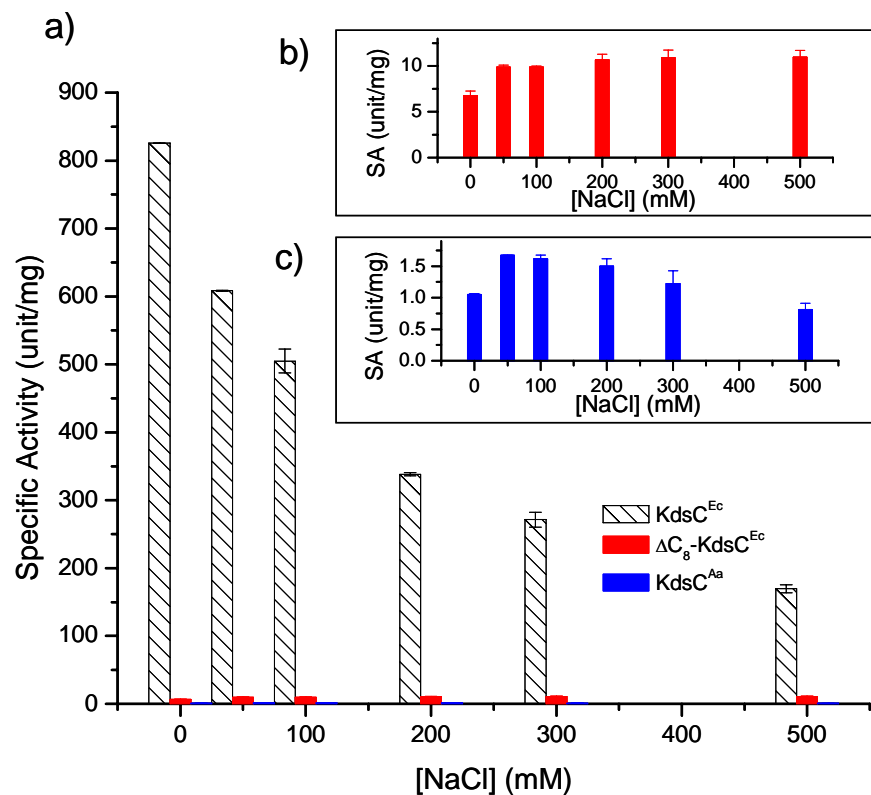 a)
Specific Activity (unit/mg)
900
800
700
600
500
400
300
200
100
0
0 100 200 300 400 500
[NaCl] (mM)
b)
SA (unit/mg)
10
5
0
0 100 200 300 400 500
[NaCl] (mM)
c)
SA (unit/mg)
1.5
1.0
0.5
0.0
0 100 200 300 400 500
[NaCl] (mM)
KdsC^Ec
ΔC₈-KdsC^Ec
KdsC^Aa